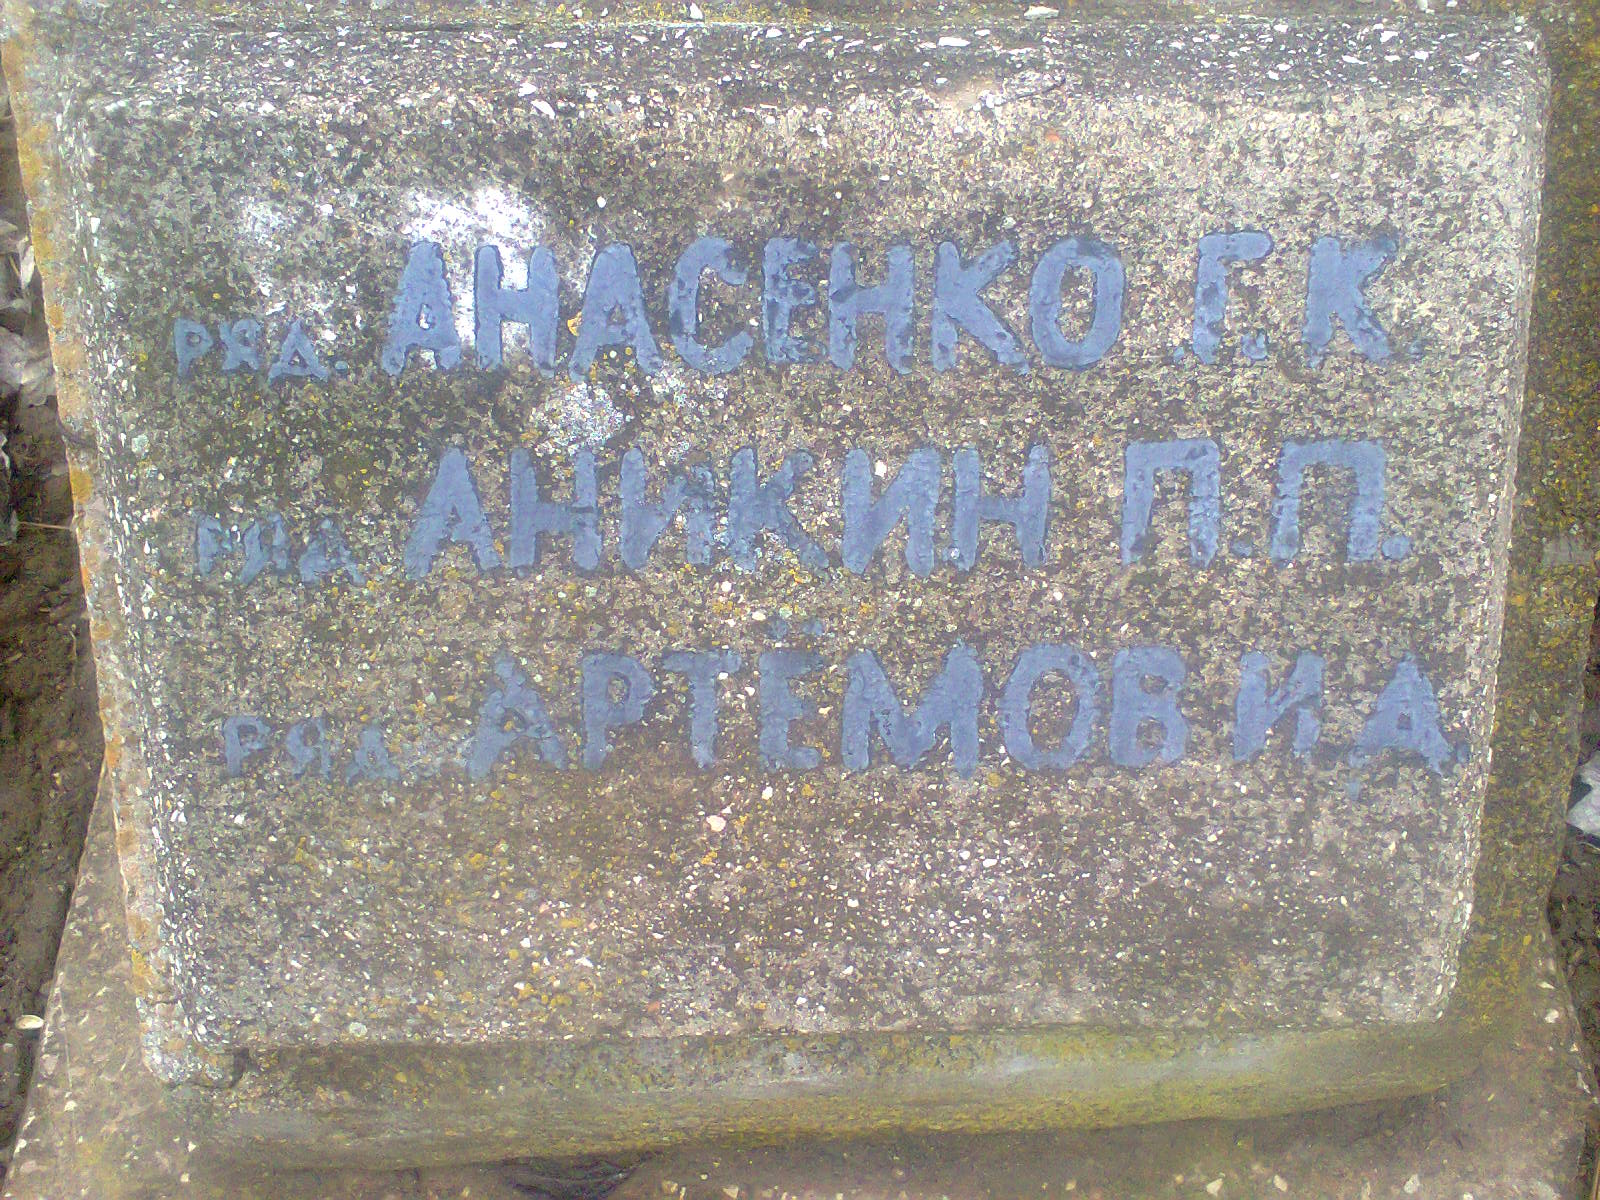 РЯД. АНАСЕНКО Г. К
РЯД АНИКИН П.П.
РЯД АРТЁМОВ И А.